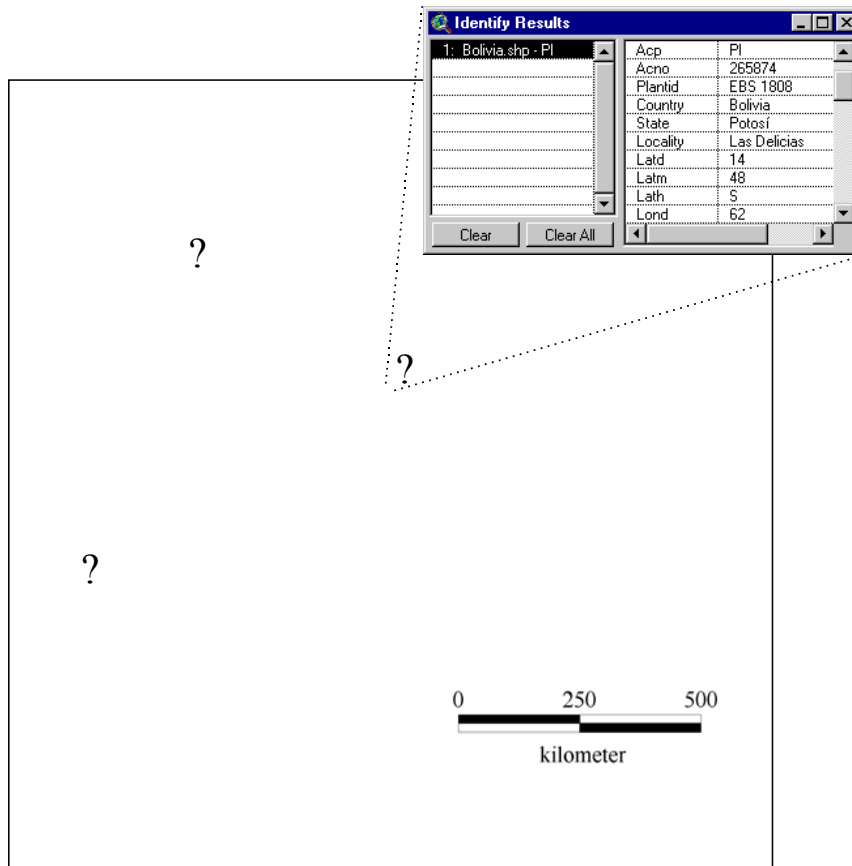 Identify Results
1: Bolivia.shp - PI
Acp PI
Acno 265874
Plantid EBS 1808
Country Bolivia
State Potosí
Locality Las Delicias
Latd 14
Latm 48
Lath S
Lond 62
Clear Clear All
?
?
?
0 250 500
kilometer